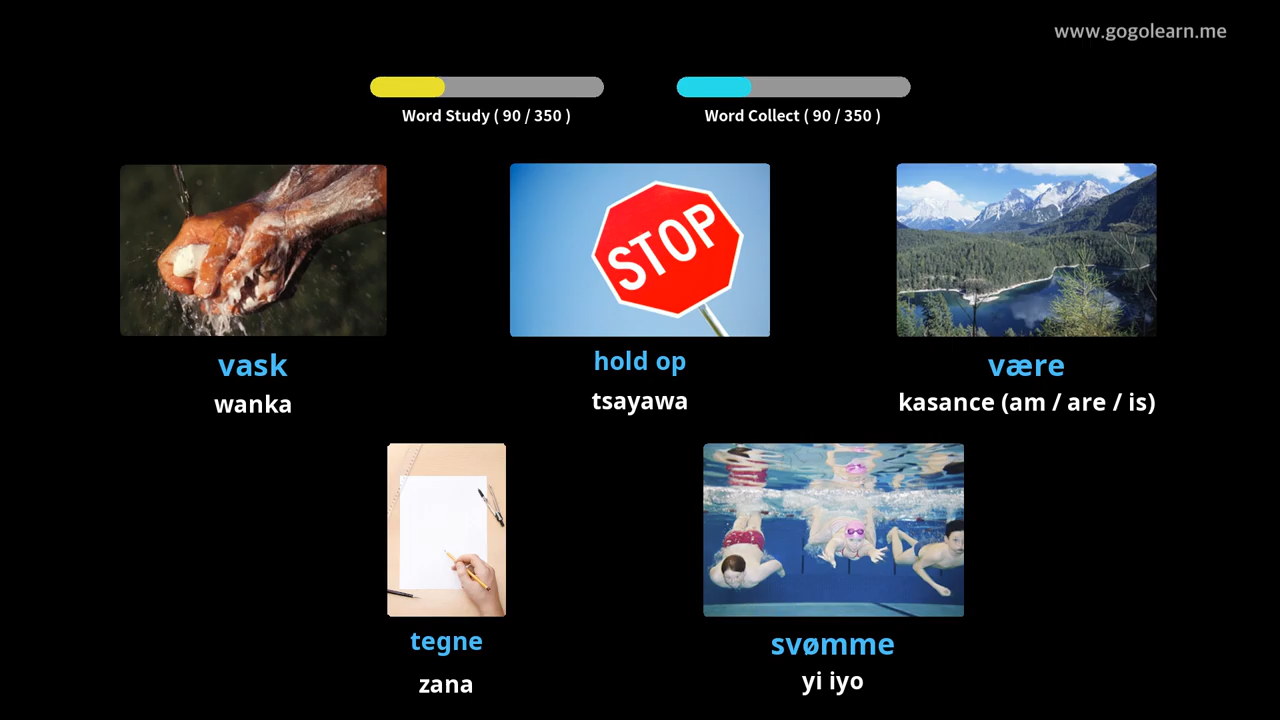 www.gogolearn.me
Word Study ( 90 / 350 )
Word Collect ( 90 / 350 )
STOP
vask
wanka
hold op
tsayawa
være
kasance (am / are / is)
tegne
zana
svømme
yi iyo